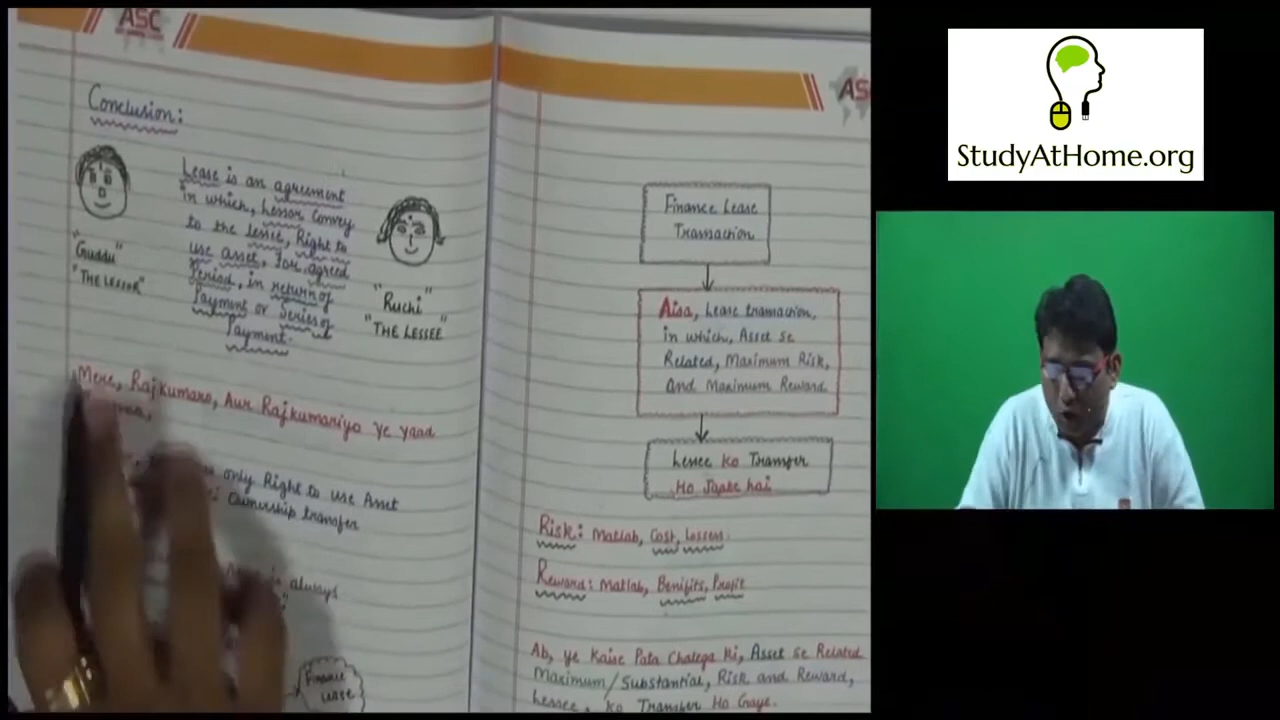 ASC
Conclusion:
Lease is an agreement
in which, Lessor Convey
to the lessee, Right to
use asset, For agreed
Period, in return of
Payment or Series of
Payment.
"Guddu"
"THE LESSOR"
"Ruchi"
"THE LESSEE"
Mere, Rajkumaro, Aur Rajkumariyo ye yaad
only Right to use Asset
Ownership transfer
is always
Finance
Lease
AS
Finance Lease
Transaction
Aisa, Lease transaction,
in which, Asset se
Related, Maximum Risk,
and Maximum Reward
Lessee ko Transfer
Ho Jaate hai
Risk: Matlab, Cost, Losses.
Reward: Matlab, Benifits, Profit
Ab, ye Kaise Pata Chalega Ki, Asset se Related
Maximum/Substantial, Risk and Reward,
Lessee, ko Transfer Ho Gaye.
StudyAtHome.org